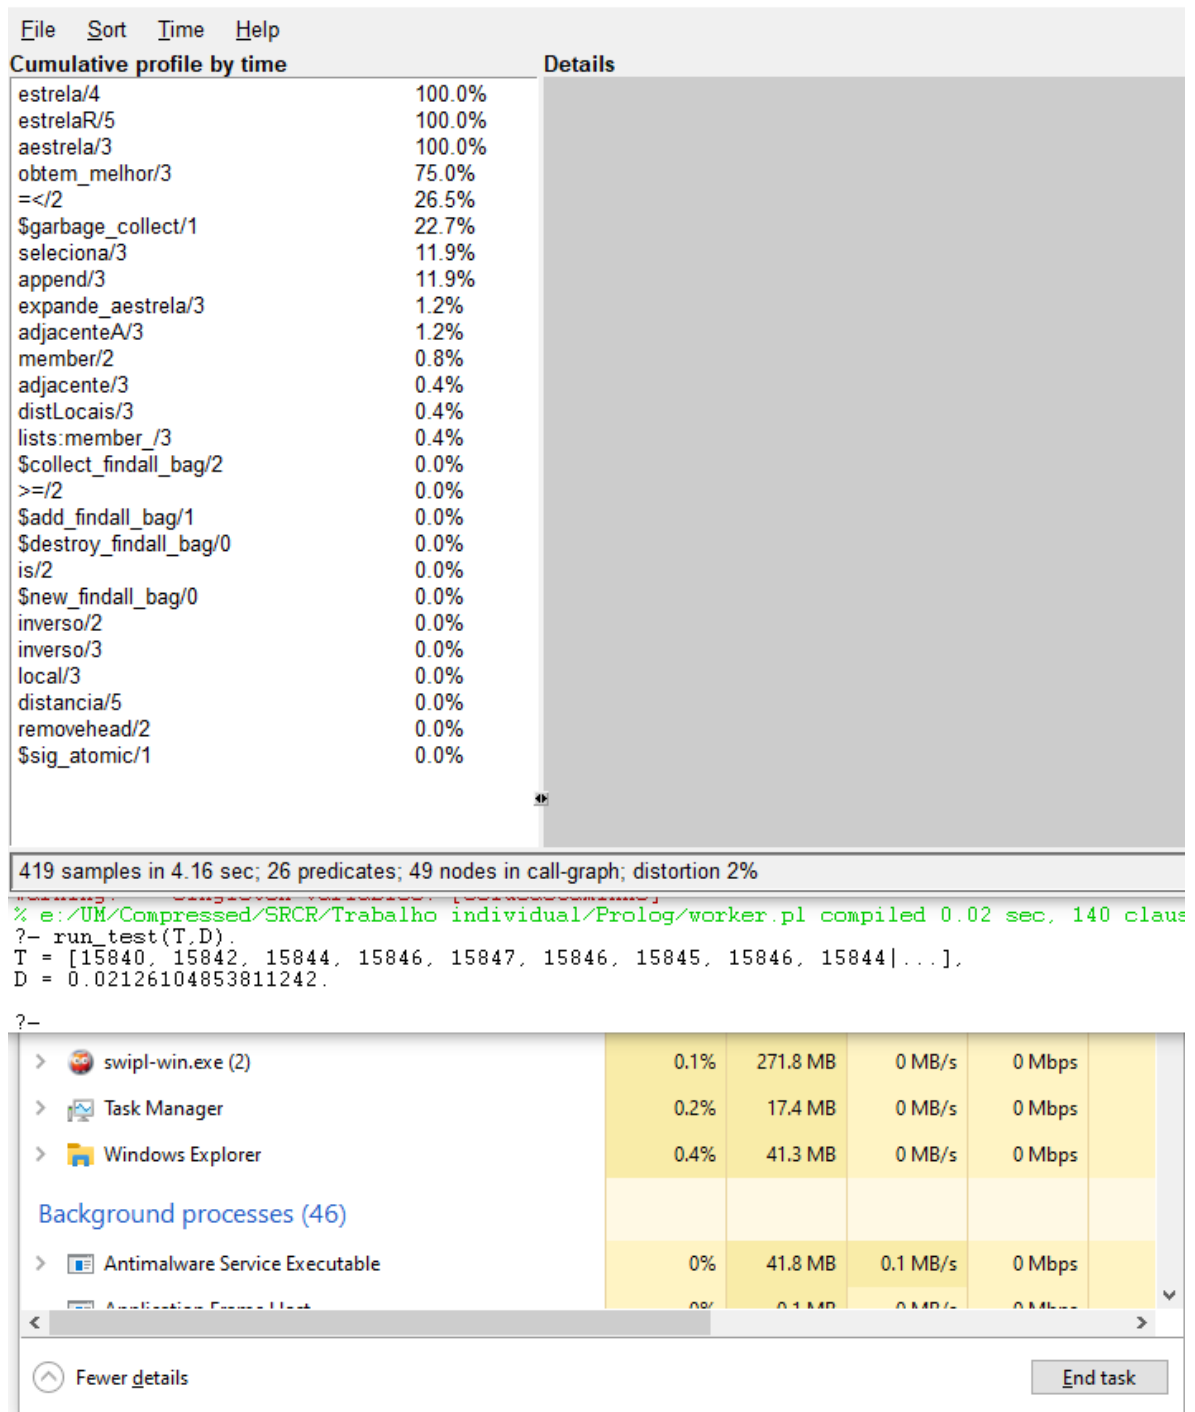 File Sort Time Help
Cumulative profile by time Details
estrela/4 100.0%
estrelaR/5 100.0%
aestrela/3 100.0%
obtem_melhor/3 75.0%
=</2 26.5%
$garbage_collect/1 22.7%
seleciona/3 11.9%
append/3 11.9%
expande_aestrela/3 1.2%
adjacenteA/3 1.2%
member/2 0.8%
adjacente/3 0.4%
distLocais/3 0.4%
lists:member_/3 0.4%
$collect_findall_bag/2 0.0%
>=/2 0.0%
$add_findall_bag/1 0.0%
$destroy_findall_bag/0 0.0%
is/2 0.0%
$new_findall_bag/0 0.0%
inverso/2 0.0%
inverso/3 0.0%
local/3 0.0%
distancia/5 0.0%
removehead/2 0.0%
$sig_atomic/1 0.0%
419 samples in 4.16 sec; 26 predicates; 49 nodes in call-graph; distortion 2%
% e:/UM/Compressed/SRCR/Trabalho individual/Prolog/worker.pl compiled 0.02 sec, 140 claus
?- run_test(T,D).
T = [15840, 15842, 15844, 15846, 15847, 15846, 15845, 15846, 15844|...],
D = 0.02126104853811242.
?-
swipl-win.exe (2) 0.1% 271.8 MB 0 MB/s 0 Mbps
Task Manager 0.2% 17.4 MB 0 MB/s 0 Mbps
Windows Explorer 0.4% 41.3 MB 0 MB/s 0 Mbps
Background processes (46)
Antimalware Service Executable 0% 41.8 MB 0.1 MB/s 0 Mbps
Fewer details End task